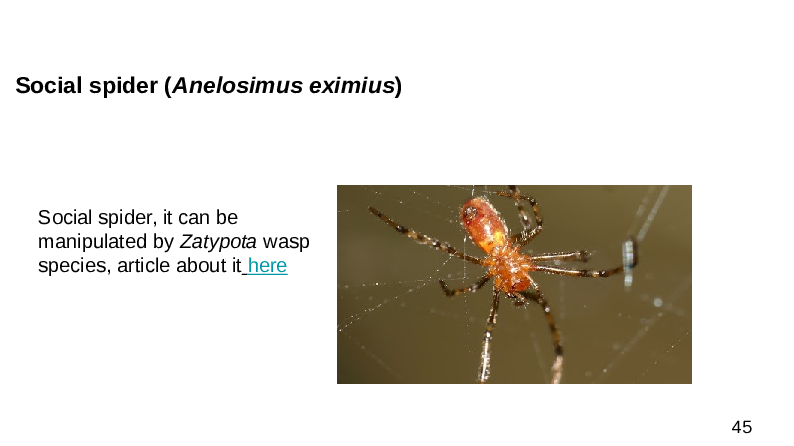 Social spider (Anelosimus eximius)
Social spider, it can be
manipulated by Zatypota wasp
species, article about it here
45